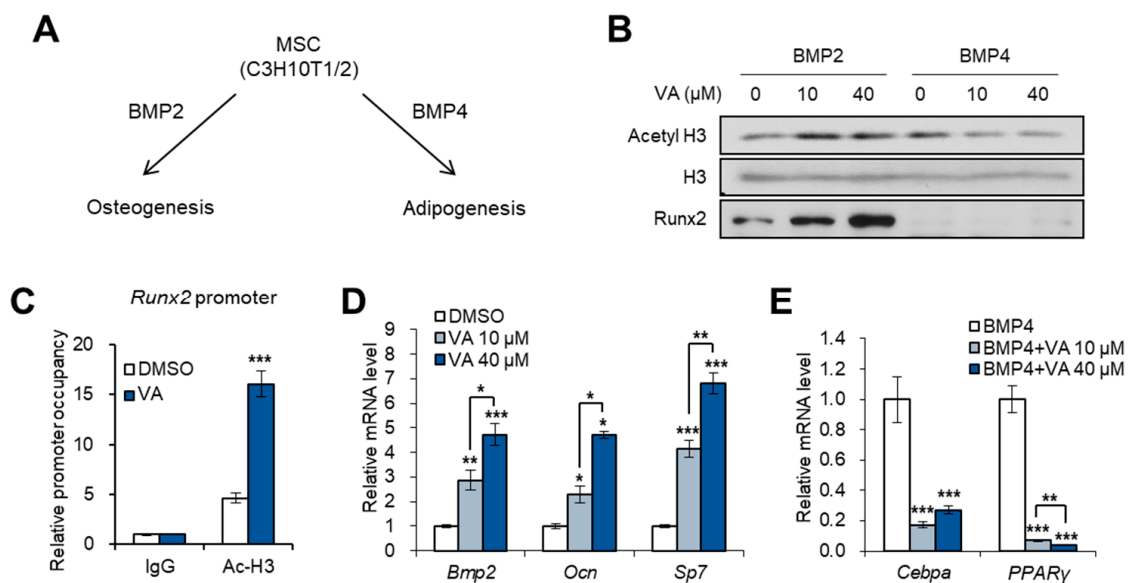 A
MSC
(C3H10T1/2)
BMP2
BMP4
Osteogenesis
Adipogenesis
B
BMP2
BMP4
VA (μM)
0
10
40
0
10
40
Acetyl H3
H3
Runx2
C
Runx2 promoter
Relative promoter occupancy
20
15
10
5
0
DMSO
VA
***
IgG
Ac-H3
D
Relative mRNA level
9
8
7
6
5
4
3
2
1
0
DMSO
VA 10 μM
VA 40 μM
*
**
***
*
*
*
**
***
***
Bmp2
Ocn
Sp7
E
Relative mRNA level
1.4
1.2
1.0
0.8
0.6
0.4
0.2
0.0
BMP4
BMP4+VA 10 μM
BMP4+VA 40 μM
***
***
**
***
***
Cebpa
PPARγ